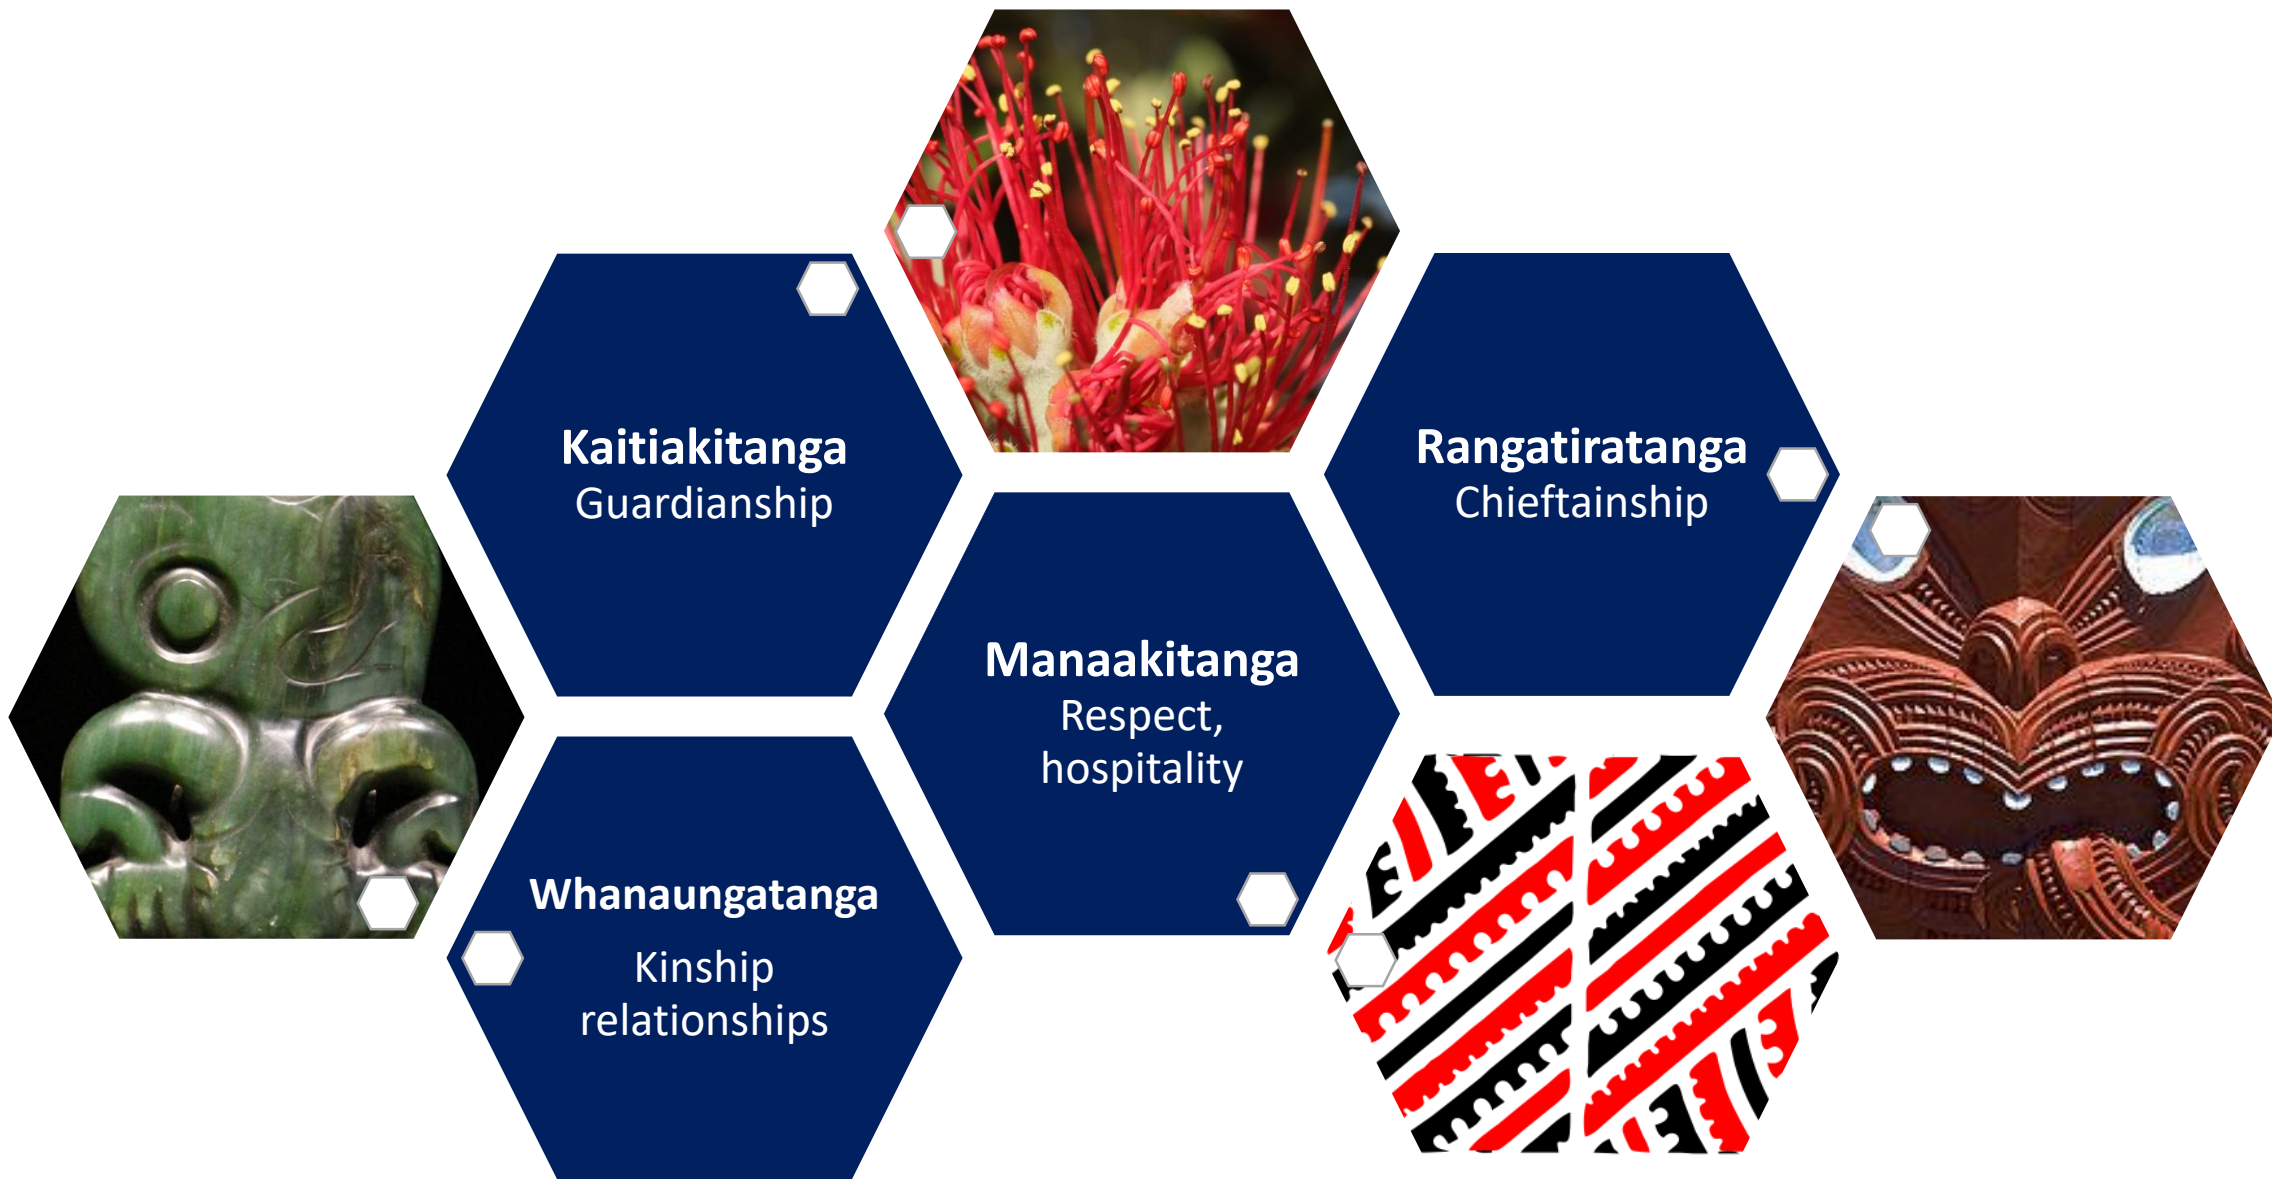 Kaitiakitanga
Guardianship
Rangatiratanga
Chieftainship
Manaakitanga
Respect,
hospitality
Whanaungatanga
Kinship
relationships